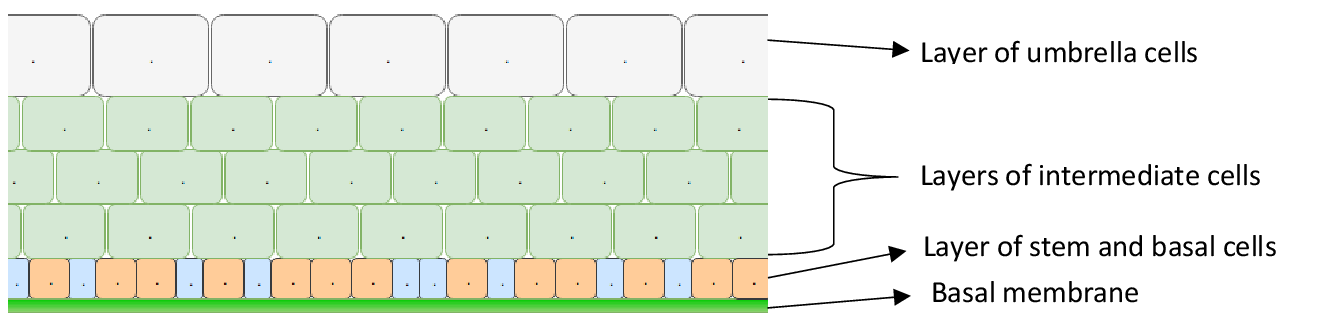 Layer of umbrella cells
Layers of intermediate cells
Layer of stem and basal cells
Basal membrane